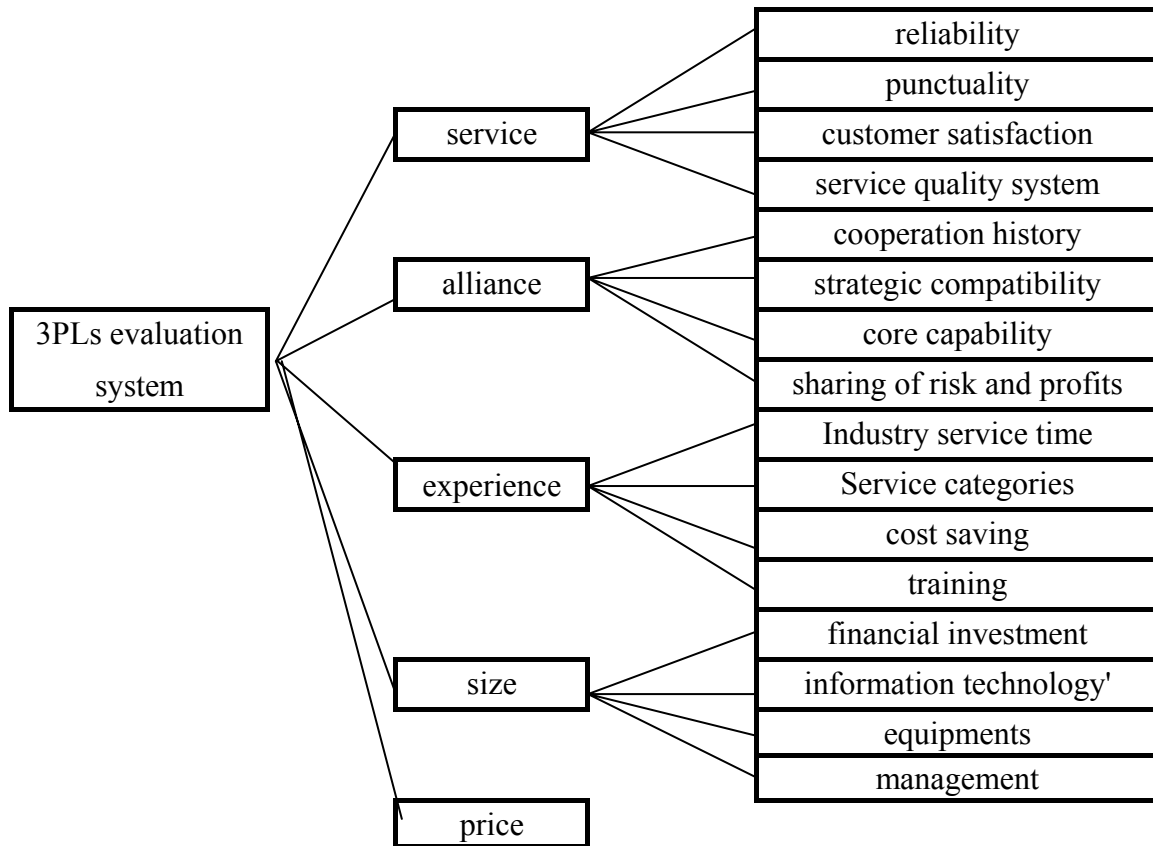 3PLs evaluation
system
service
alliance
experience
size
price
reliability
punctuality
customer satisfaction
service quality system
cooperation history
strategic compatibility
core capability
sharing of risk and profits
Industry service time
Service categories
cost saving
training
financial investment
information technology'
equipments
management